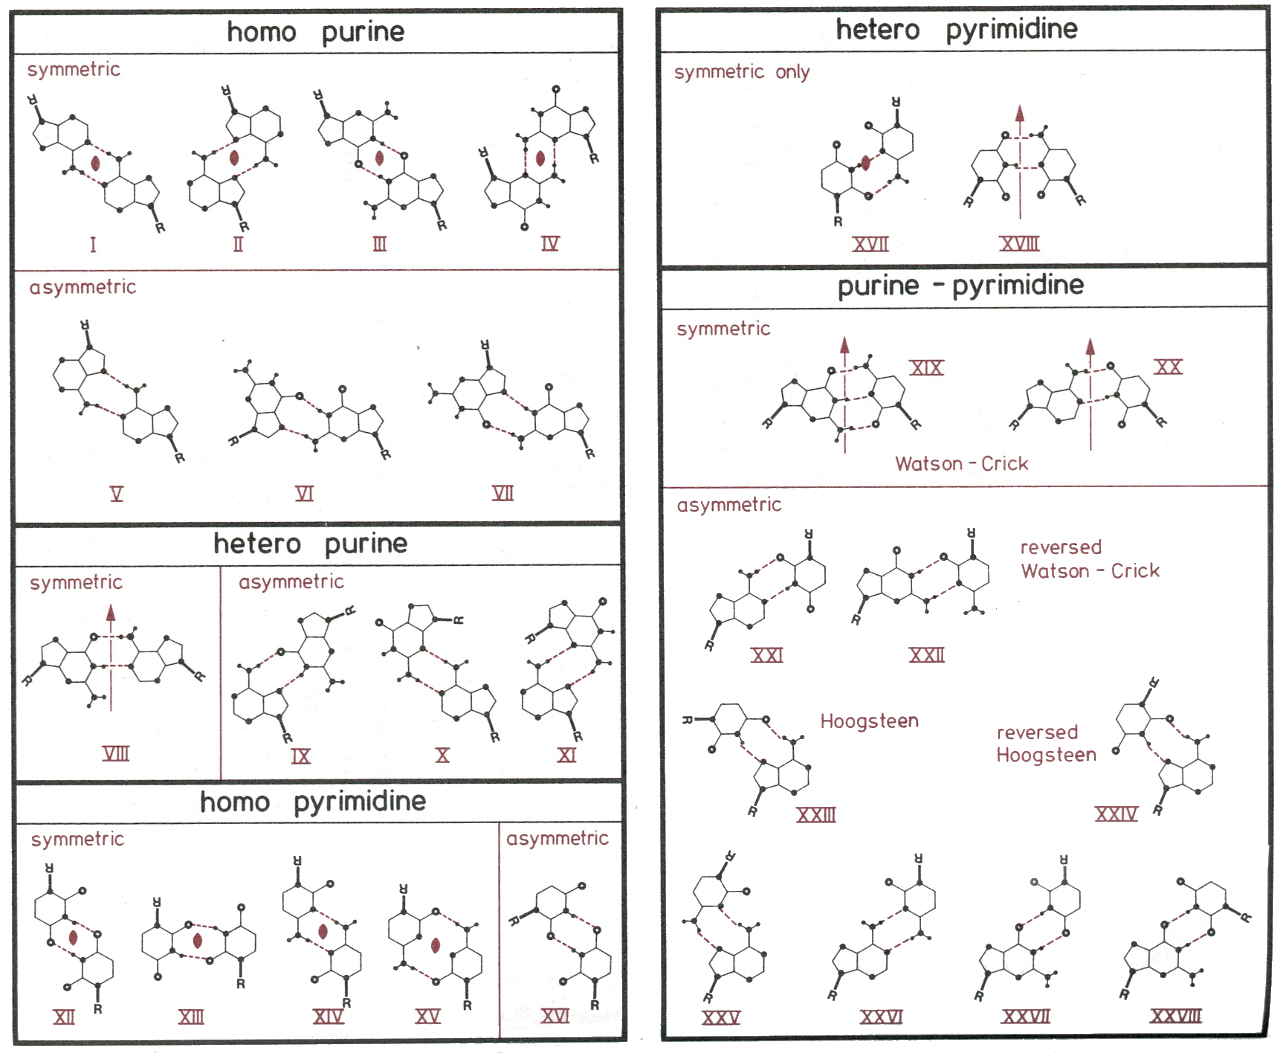 homo purine
symmetric
R R R R R R R R
I II III IV
asymmetric
R R R R R R
V VI VII
hetero purine
symmetric asymmetric
R R R R R R R R
VIII IX X XI
homo pyrimidine
symmetric asymmetric
R R R R R R R R R
XII XIII XIV XV XVI
hetero pyrimidine
symmetric only
R R R R
XVII XVIII
purine - pyrimidine
symmetric
XIX XX
R R R R
Watson - Crick
asymmetric
R R R R
reversed
Watson - Crick
XXI XXII
R R R R
Hoogsteen
reversed
Hoogsteen
XXIII XXIV
R R R R R R R R
XXV XXVI XXVII XXVIII